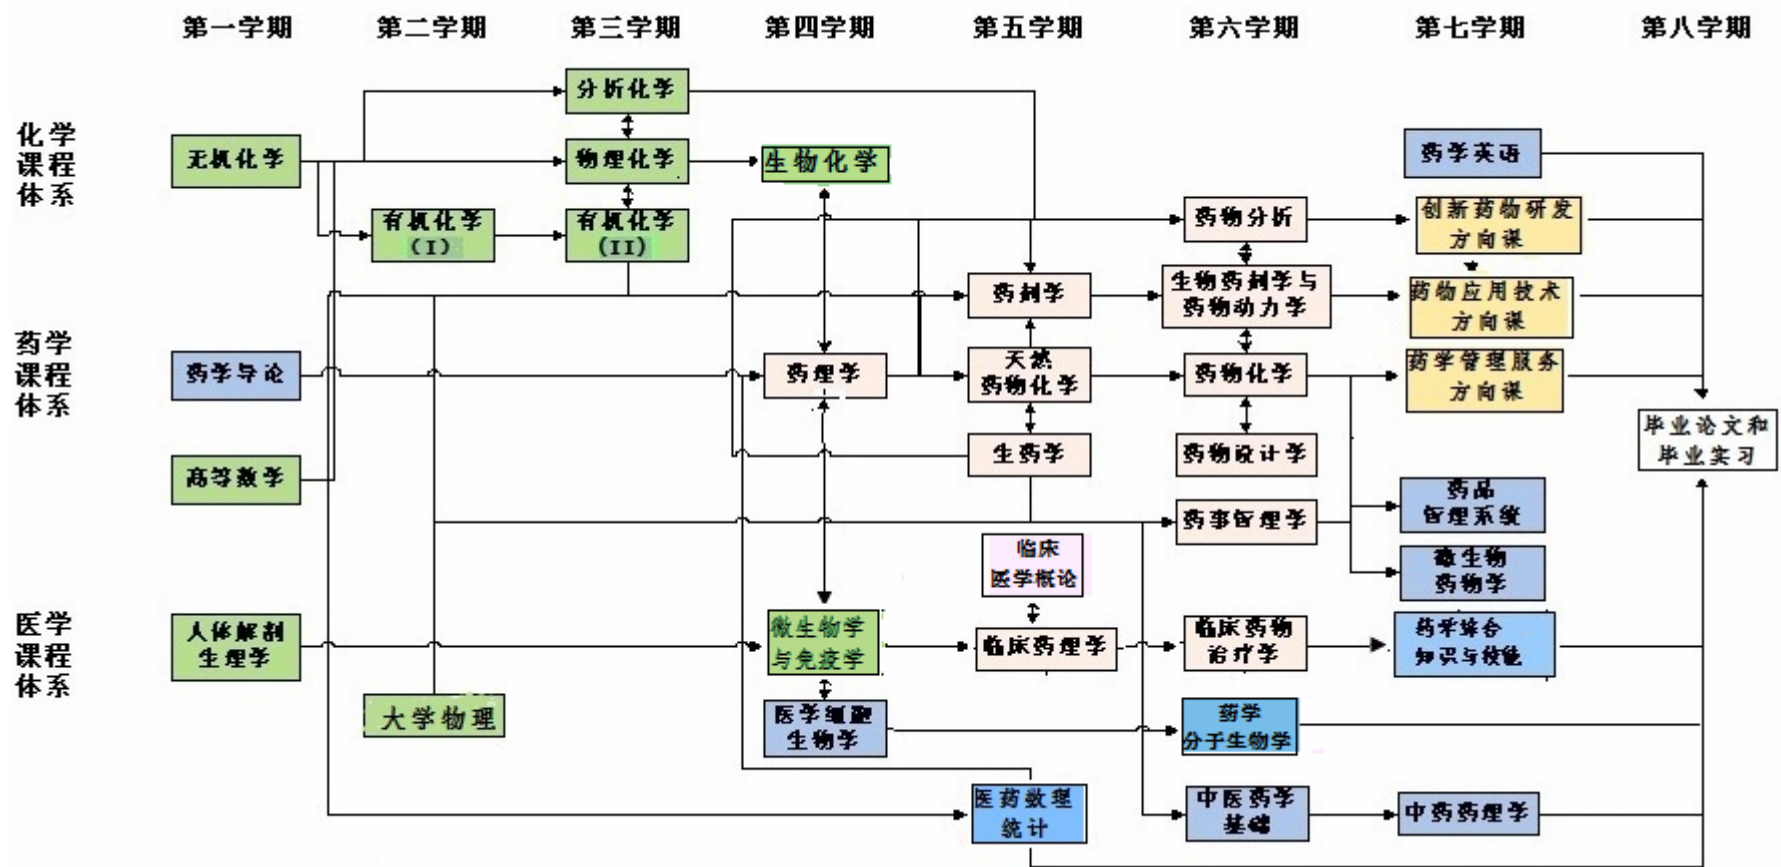 第一学期
第二学期
第三学期
第四学期
第五学期
第六学期
第七学期
第八学期
化学
课程
体系
无机化学
有机化学
(I)
分析化学
物理化学
有机化学
(II)
生物化学
药物分析
药学英语
创新药物研发
方向课
药学
课程
体系
药学导论
高等数学
药理学
药剂学
天然
药物化学
生药学
生物药剂学与
药物动力学
药物化学
药物设计学
药事管理学
药物应用技术
方向课
药学管理服务
方向课
药品
管理系统
微生物
药物学
毕业论文和
毕业实习
医学
课程
体系
人体解剖
生理学
大学物理
微生物学
与免疫学
医学细胞
生物学
临床
医学概论
临床药理学
医药数理
统计
临床药物
治疗学
药学
分子生物学
中医药学
基础
药学综合
知识与技能
中药药理学